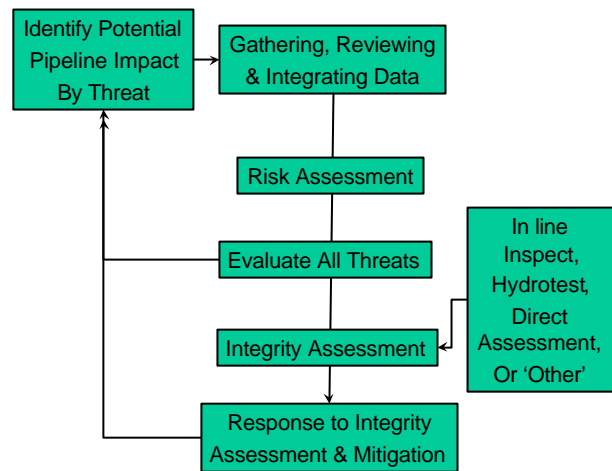 Identify Potential
Pipeline Impact
By Threat
Gathering, Reviewing
& Integrating Data
Risk Assessment
Evaluate All Threats
Integrity Assessment
In line
Inspect,
Hydrotest,
Direct
Assessment,
Or ‘Other’
Response to Integrity
Assessment & Mitigation